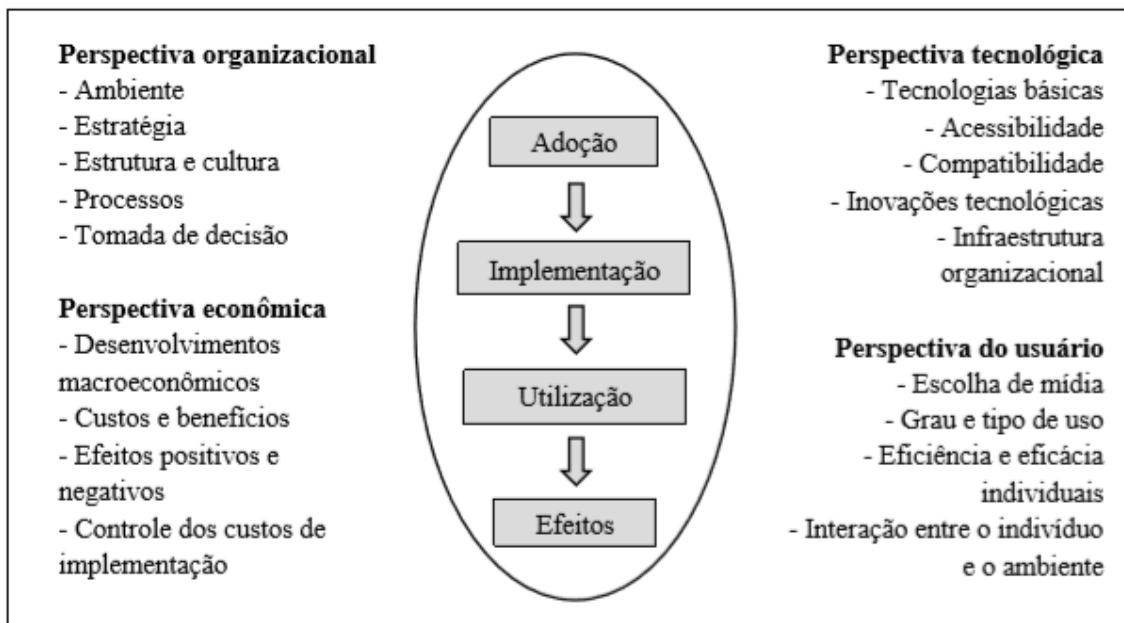 Perspectiva organizacional
- Ambiente
- Estratégia
- Estrutura e cultura
- Processos
- Tomada de decisão
Perspectiva econômica
- Desenvolvimentos
macroeconômicos
- Custos e benefícios
- Efeitos positivos e
negativos
- Controle dos custos de
implementação
Adoção
Implementação
Utilização
Efeitos
Perspectiva tecnológica
- Tecnologias básicas
- Acessibilidade
- Compatibilidade
- Inovações tecnológicas
- Infraestrutura
organizacional
Perspectiva do usuário
- Escolha de mídia
- Grau e tipo de uso
- Eficiência e eficácia
individuais
- Interação entre o indivíduo
e o ambiente